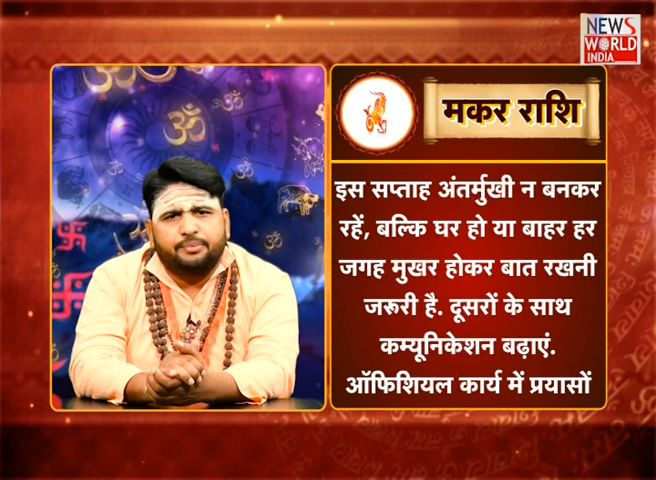 NEWS
WORLD
INDIA
मकर राशि
इस सप्ताह अंतर्मुखी न बनकर
रहें, बल्कि घर हो या बाहर हर
जगह मुखर होकर बात रखनी
जरूरी है. दूसरों के साथ
कम्यूनिकेशन बढ़ाएं.
ऑफिशियल कार्य में प्रयासों